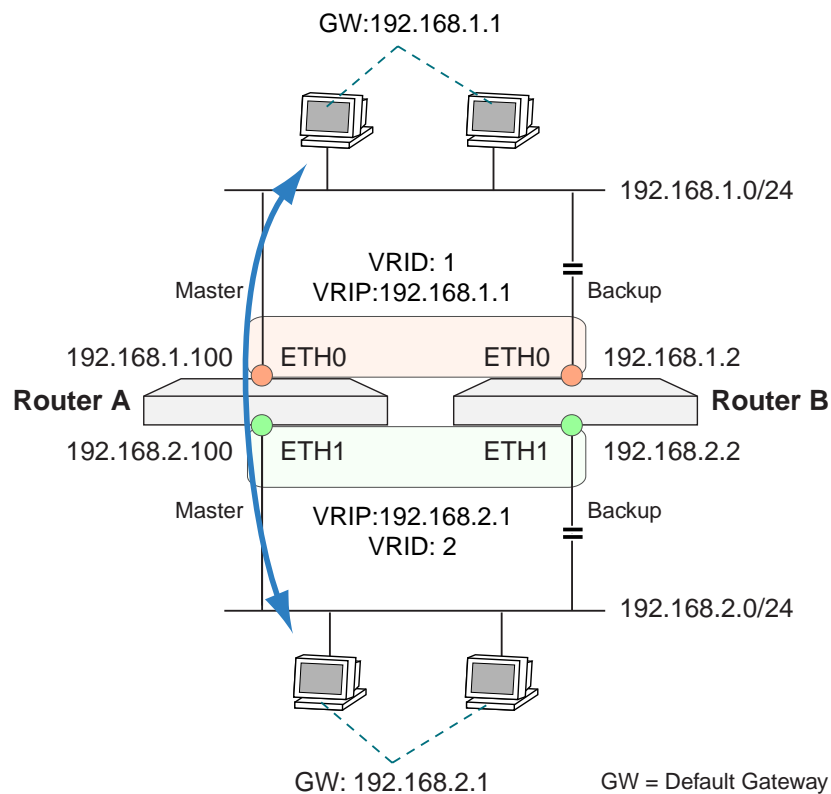 GW:192.168.1.1
192.168.1.0/24
VRID: 1
Master
VRIP:192.168.1.1
Backup
192.168.1.100
ETH0
ETH0
192.168.1.2
Router A
Router B
192.168.2.100
ETH1
ETH1
192.168.2.2
Master
VRIP:192.168.2.1
Backup
VRID: 2
192.168.2.0/24
GW: 192.168.2.1
GW = Default Gateway